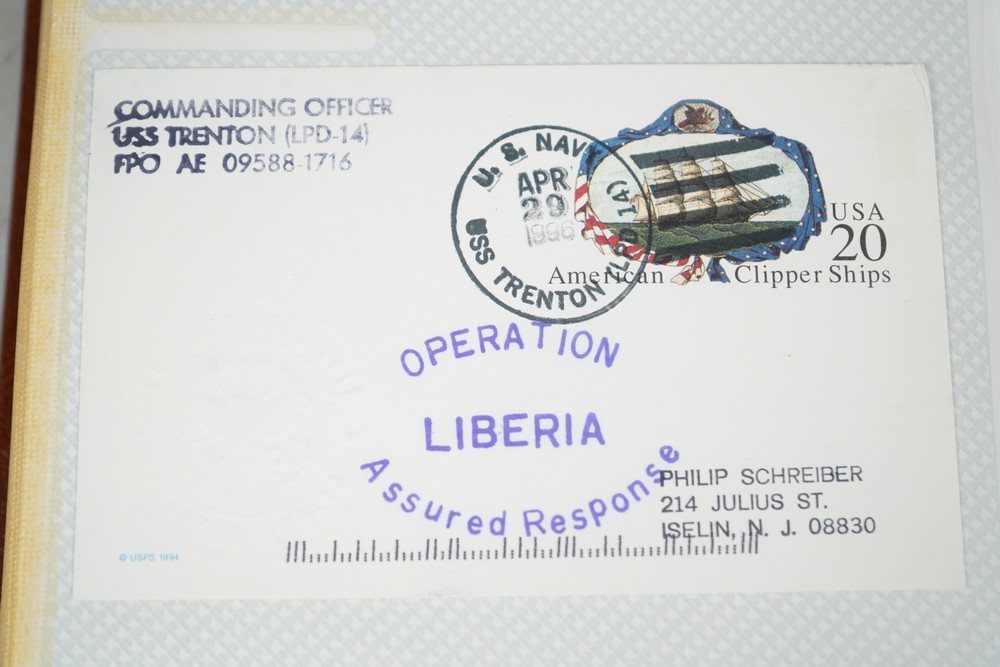 COMMANDING OFFICER
USS TRENTON (LPD-14)
FPO AE 09588-1716
U. S. NAVY
APR
29
1996
USS TRENTON (LPD 14)
USA
20
American Clipper Ships
OPERATION
LIBERIA
Assured Response
PHILIP SCHREIBER
214 JULIUS ST.
ISELIN, N. J. 08830
© USPS 1994